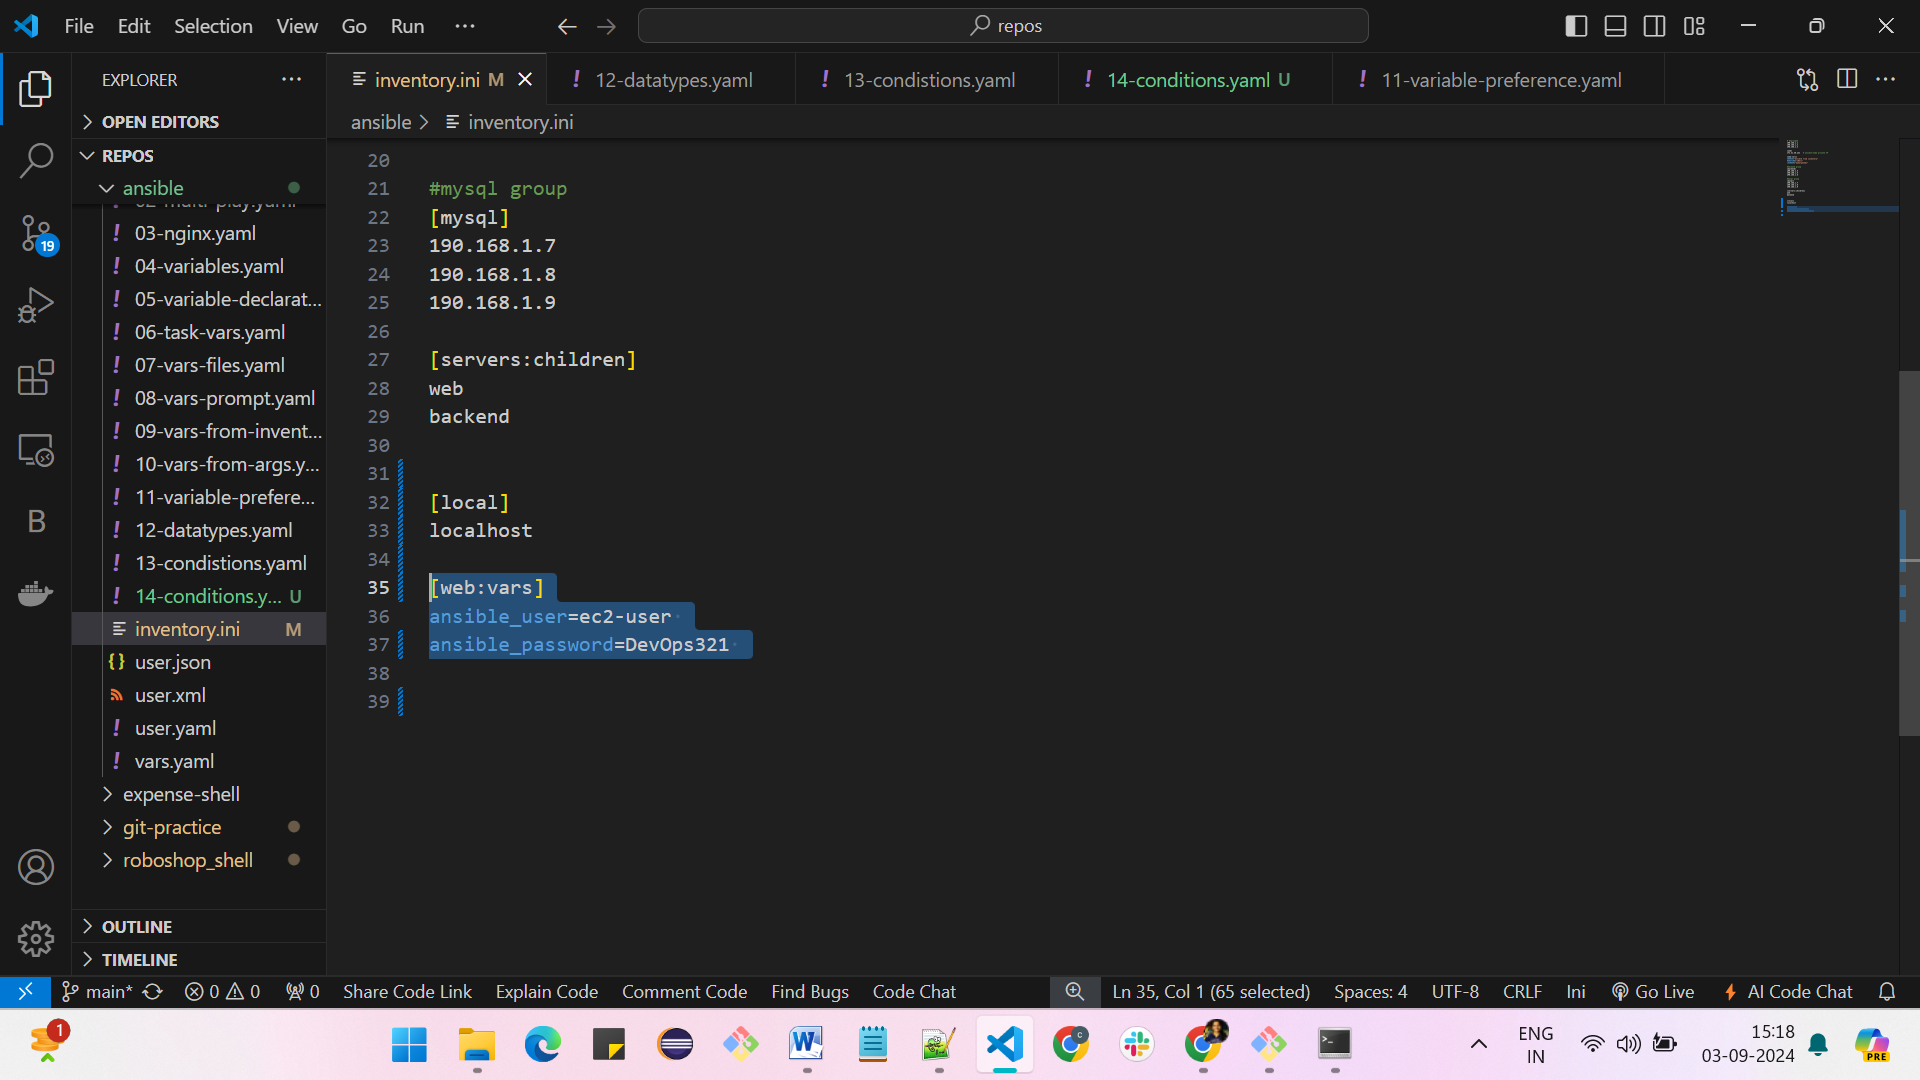 File Edit Selection View Go Run ···
repos
EXPLORER
OPEN EDITORS
REPOS
ansible
03-nginx.yaml
04-variables.yaml
05-variable-declarat...
06-task-vars.yaml
07-vars-files.yaml
08-vars-prompt.yaml
09-vars-from-invent...
10-vars-from-args.y...
11-variable-prefere...
12-datatypes.yaml
13-condistions.yaml
14-conditions.y... U
inventory.ini M
user.json
user.xml
user.yaml
vars.yaml
expense-shell
git-practice
roboshop_shell
OUTLINE
TIMELINE
19
inventory.ini M
12-datatypes.yaml
13-condistions.yaml
14-conditions.yaml U
11-variable-preference.yaml
ansible > inventory.ini
20
21 #mysql group
22 [mysql]
23 190.168.1.7
24 190.168.1.8
25 190.168.1.9
26
27 [servers:children]
28 web
29 backend
30
31
32 [local]
33 localhost
34
35 [web:vars]
36 ansible_user=ec2-user
37 ansible_password=DevOps321
38
39
main* 0 0 0 Share Code Link Explain Code Comment Code Find Bugs Code Chat Ln 35, Col 1 (65 selected) Spaces: 4 UTF-8 CRLF Ini Go Live AI Code Chat
1
ENG
IN
15:18
03-09-2024
PRE